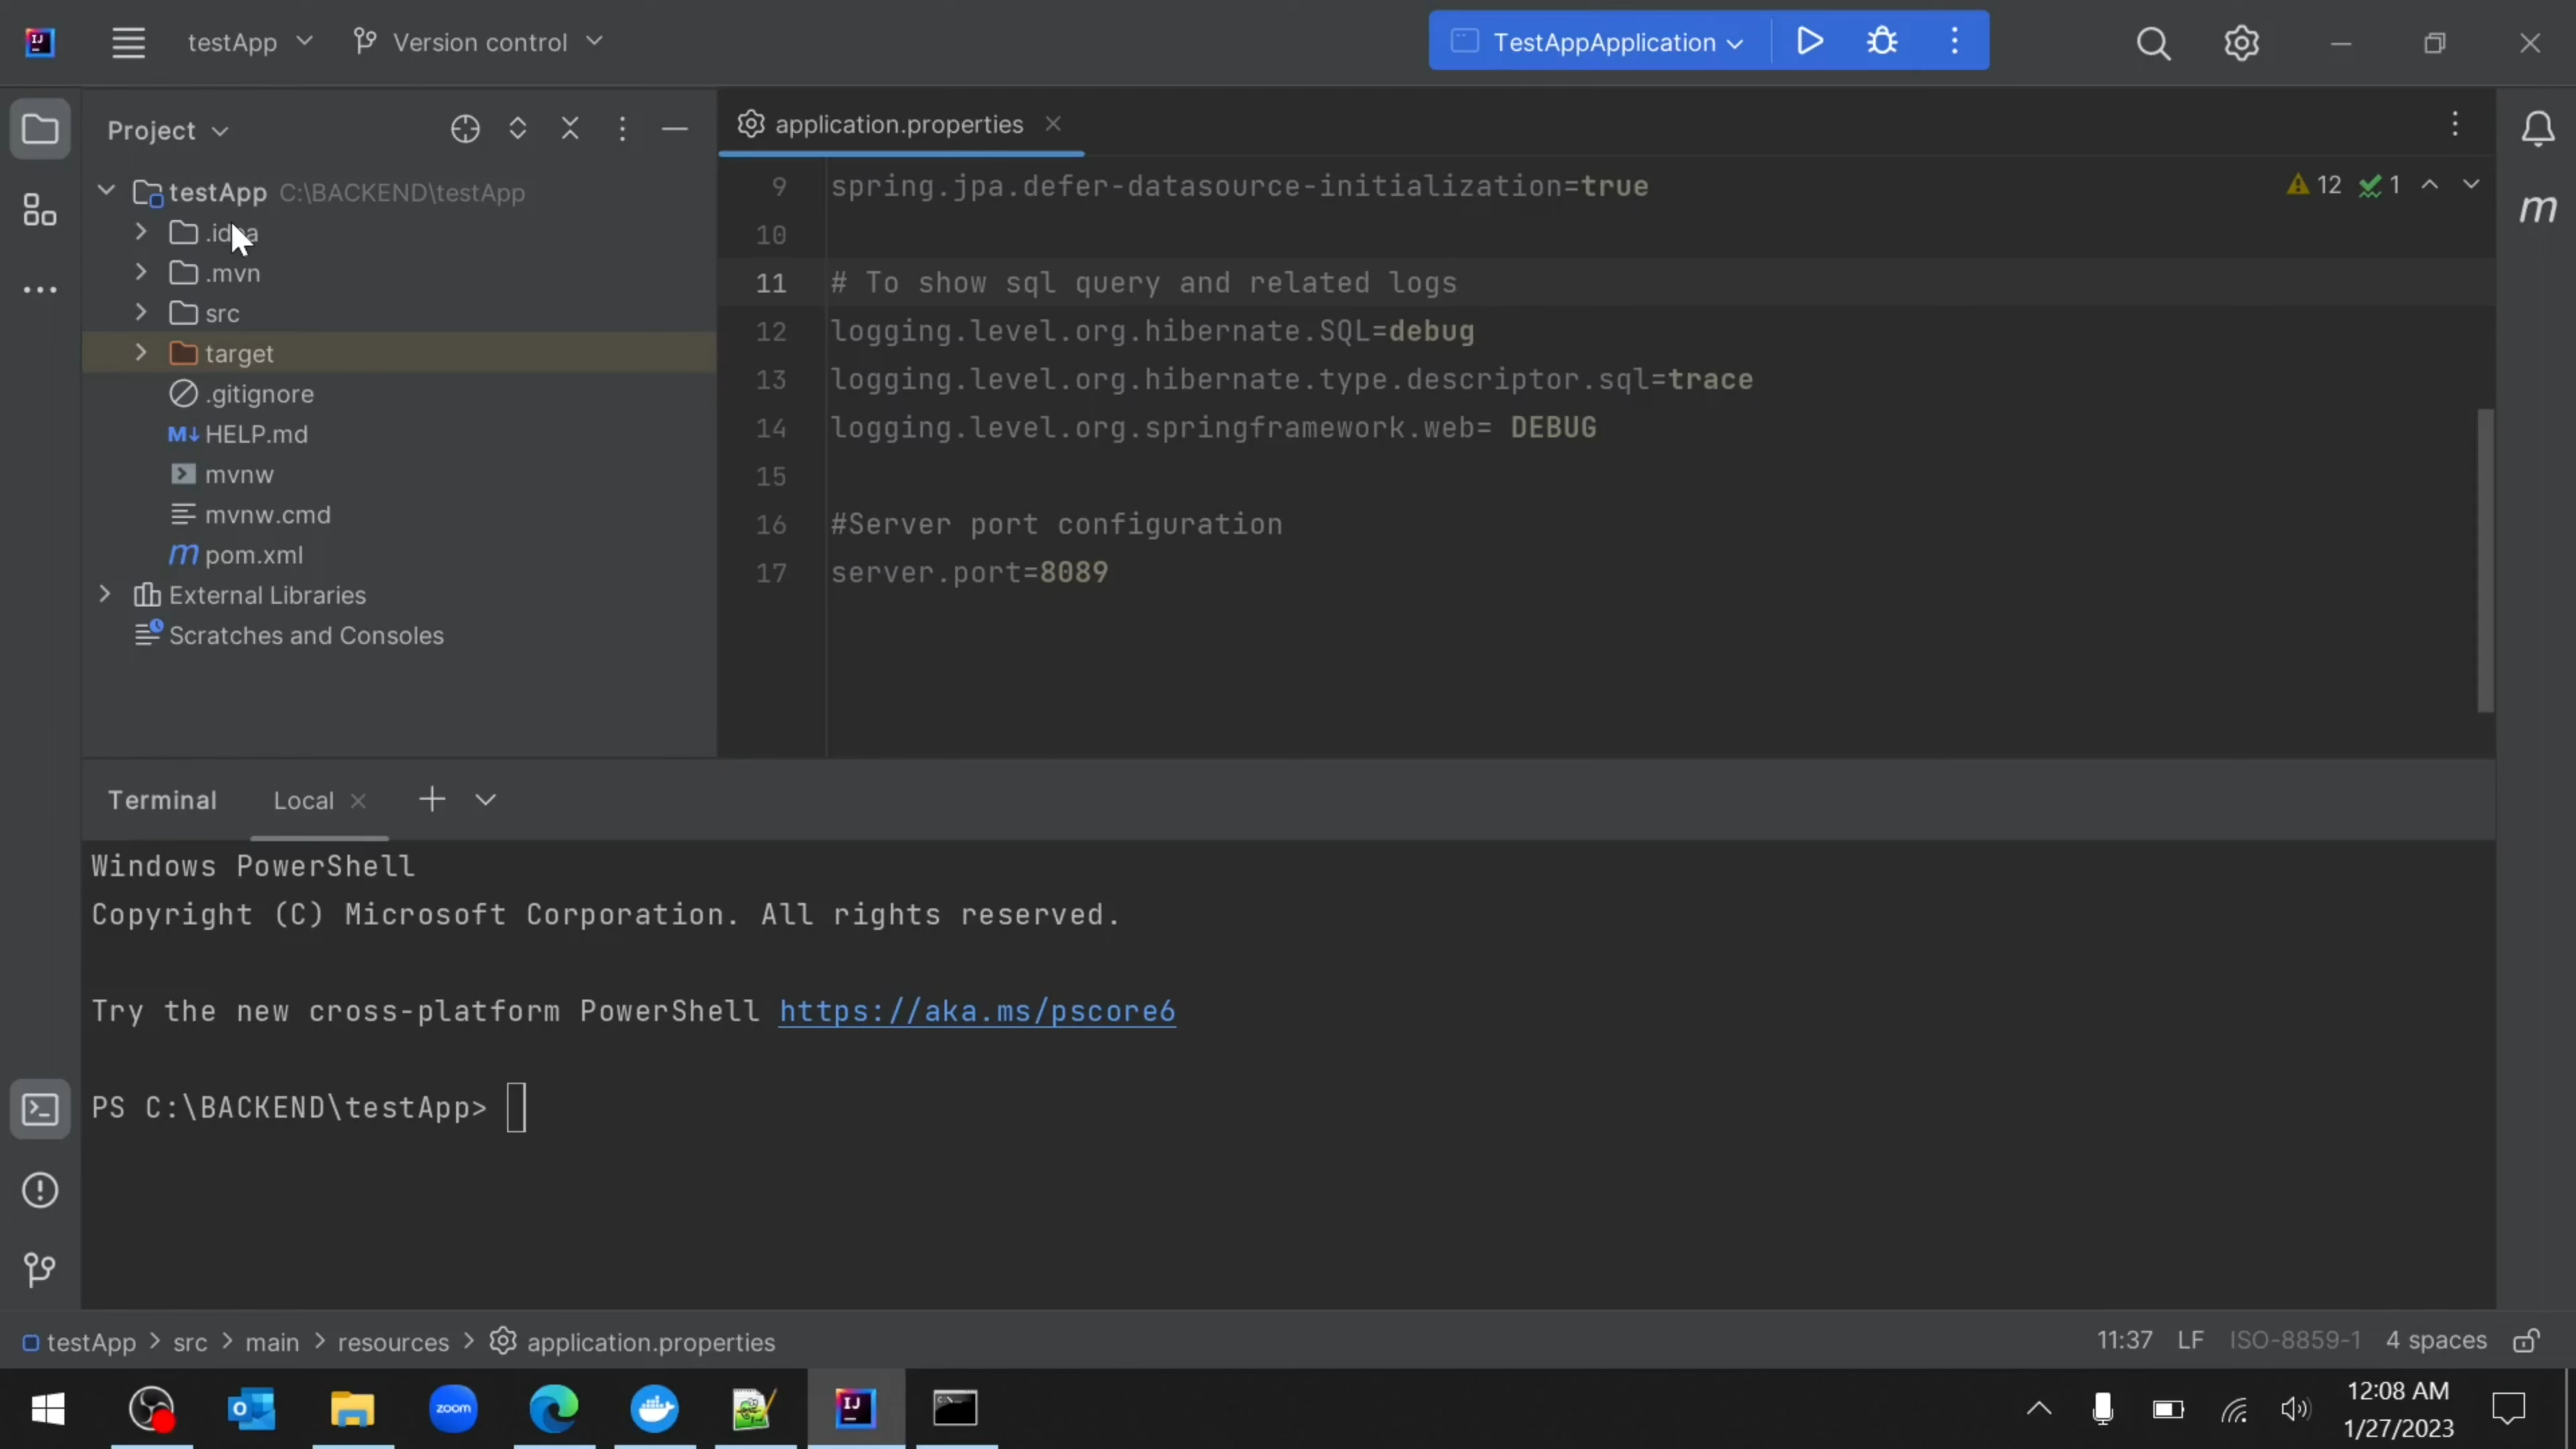 testApp
Version control
TestAppApplication
Project
application.properties
testApp C:\BACKEND\testApp
.idea
.mvn
src
target
.gitignore
HELP.md
mvnw
mvnw.cmd
pom.xml
External Libraries
Scratches and Consoles
9 spring.jpa.defer-datasource-initialization=true
12
1
10
11 # To show sql query and related logs
12 logging.level.org.hibernate.SQL=debug
13 logging.level.org.hibernate.type.descriptor.sql=trace
14 logging.level.org.springframework.web= DEBUG
15
16 #Server port configuration
17 server.port=8089
Terminal
Local
Windows PowerShell
Copyright (C) Microsoft Corporation. All rights reserved.
Try the new cross-platform PowerShell https://aka.ms/pscore6
PS C:\BACKEND\testApp>
testApp > src > main > resources > application.properties
11:37 LF ISO-8859-1 4 spaces
zoom
12:08 AM
1/27/2023